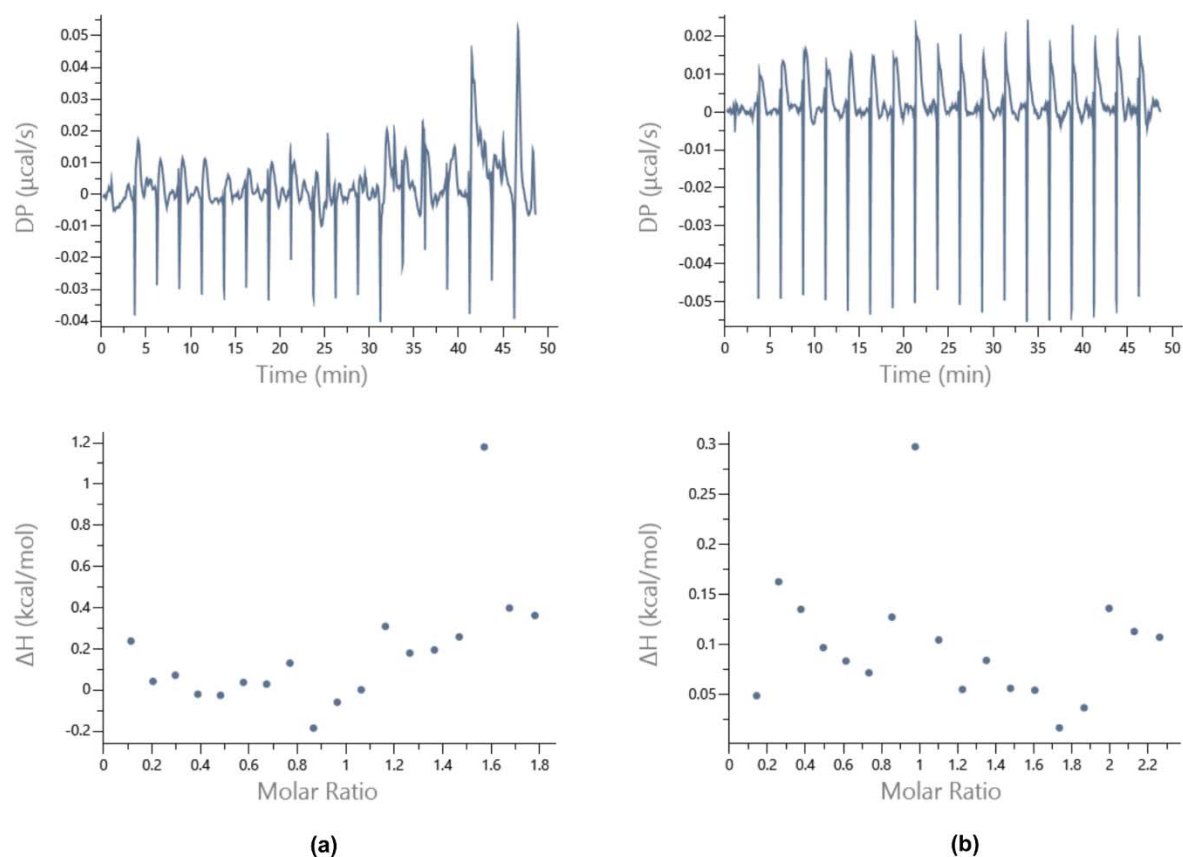 0.05
0.04
0.03
0.02
0.01
0
-0.01
-0.02
-0.03
-0.04
DP (µcal/s)
0 5 10 15 20 25 30 35 40 45 50
Time (min)
0.02
0.01
0
-0.01
-0.02
-0.03
-0.04
-0.05
DP (µcal/s)
0 5 10 15 20 25 30 35 40 45 50
Time (min)
1.2
1
0.8
0.6
0.4
0.2
0
-0.2
ΔH (kcal/mol)
0 0.2 0.4 0.6 0.8 1 1.2 1.4 1.6 1.8
Molar Ratio
(a)
0.3
0.25
0.2
0.15
0.1
0.05
ΔH (kcal/mol)
0 0.2 0.4 0.6 0.8 1 1.2 1.4 1.6 1.8 2 2.2
Molar Ratio
(b)